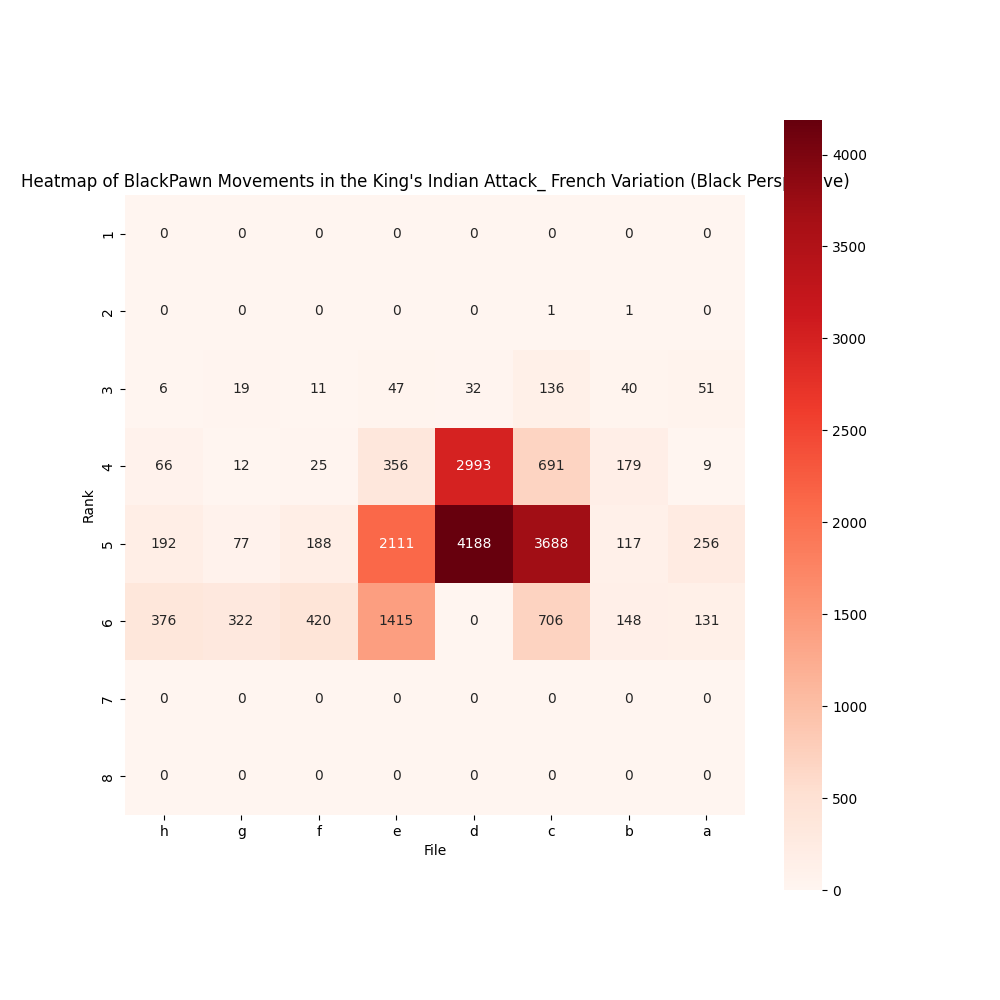 Heatmap of BlackPawn Movements in the King's Indian Attack_ French Variation (Black Perspective)
1 0 0 0 0 0 0 0 0
2 0 0 0 0 0 1 1 0
3 6 19 11 47 32 136 40 51
4 66 12 25 356 2993 691 179 9
Rank
5 192 77 188 2111 4188 3688 117 256
6 376 322 420 1415 0 706 148 131
7 0 0 0 0 0 0 0 0
8 0 0 0 0 0 0 0 0
h g f e d c b a
File
4000
3500
3000
2500
2000
1500
1000
500
0